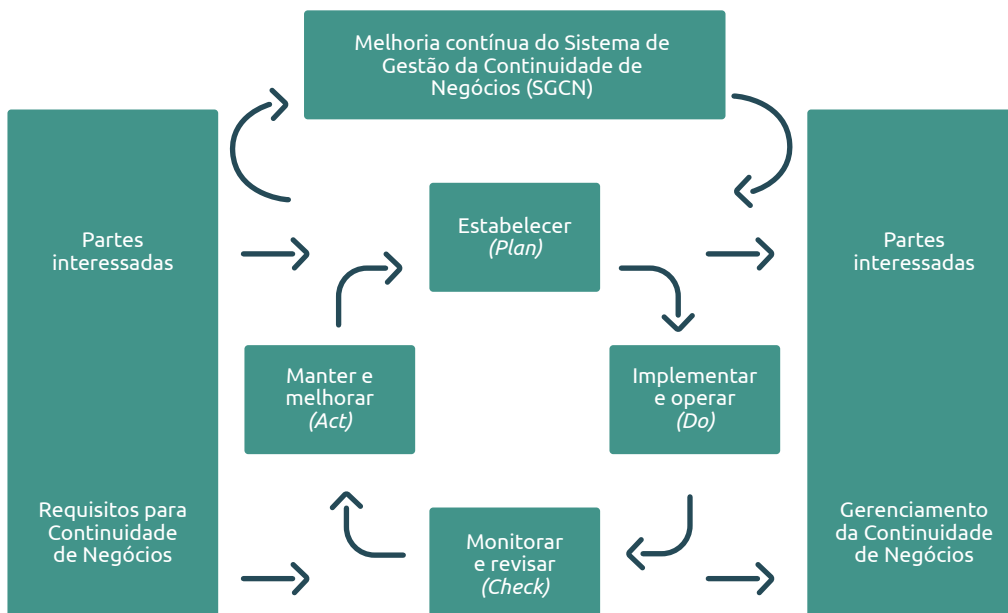 Melhoria contínua do Sistema de
Gestão da Continuidade de
Negócios (SGCN)
Partes
interessadas
Estabelecer
(Plan)
Partes
interessadas
Manter e
melhorar
(Act)
Implementar
e operar
(Do)
Requisitos para
Continuidade
de Negócios
Monitorar
e revisar
(Check)
Gerenciamento
da Continuidade
de Negócios